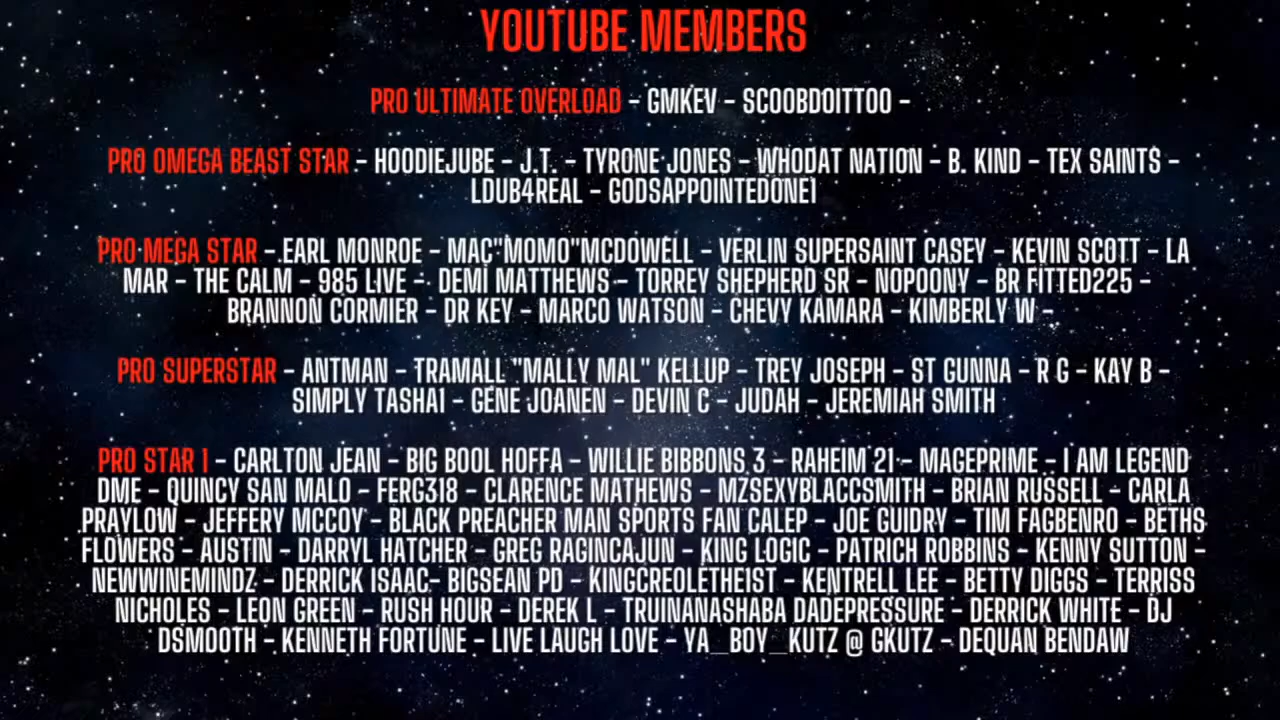 YOUTUBE MEMBERS
PRO ULTIMATE OVERLOAD - GMKEV - SCOOBDOITTOO -
PRO OMEGA BEAST STAR - HOODIEJUBE - J.T. - TYRONE JONES - WHODAT NATION - B. KIND - TEX SAINTS -
LDUB4REAL - GODSAPPOINTEDONE1
PRO MEGA STAR - EARL MONROE - MAC"MOMO"MCDOWELL - VERLIN SUPERSAINT CASEY - KEVIN SCOTT - LA
MAR - THE CALM - 985 LIVE - DEMI MATTHEWS - TORREY SHEPHERD SR - NOPOONY - BR FITTED225 -
BRANNON CORMIER - DR KEY - MARCO WATSON - CHEVY KAMARA - KIMBERLY W -
PRO SUPERSTAR - ANTMAN - TRAMALL "MALLY MAL" KELLUP - TREY JOSEPH - ST GUNNA - R G - KAY B -
SIMPLY TASHA1 - GENE JOANEN - DEVIN C - JUDAH - JEREMIAH SMITH
PRO STAR 1 - CARLTON JEAN - BIG BOOL HOFFA - WILLIE BIBBONS 3 - RAHEIM 21 - MAGEPRIME - I AM LEGEND
DME - QUINCY SAN MALO - FERG318 - CLARENCE MATHEWS - MZSEXYBLACCSMITH - BRIAN RUSSELL - CARLA
PRAYLOW - JEFFERY MCCOY - BLACK PREACHER MAN SPORTS FAN CALEP - JOE GUIDRY - TIM FAGBENRO - BETHS
FLOWERS - AUSTIN - DARRYL HATCHER - GREG RAGINCAJUN - KING LOGIC - PATRICH ROBBINS - KENNY SUTTON -
NEWWINEMINDZ - DERRICK ISAAC- BIGSEAN PD - KINGCREOLETHE1ST - KENTRELL LEE - BETTY DIGGS - TERRISS
NICHOLES - LEON GREEN - RUSH HOUR - DEREK L - TRUINANASHABA DADEPRESSURE - DERRICK WHITE - DJ
DSMOOTH - KENNETH FORTUNE - LIVE LAUGH LOVE - YA_BOY_KUTZ @ GKUTZ - DEQUAN BENDAW